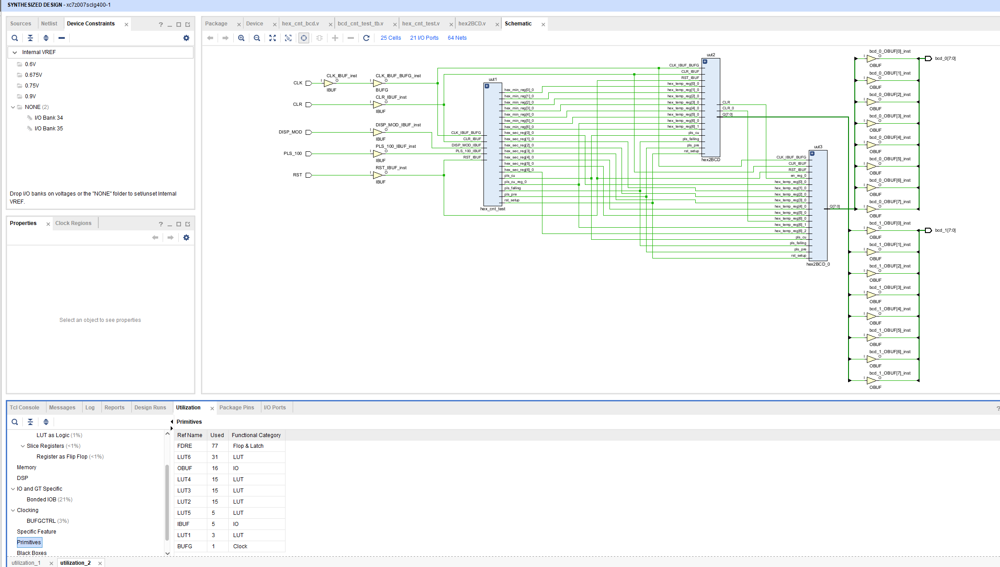 SYNTHESIZED DESIGN - xc7z007sclg400-1
Sources Netlist Device Constraints
Internal VREF
0.6V
0.675V
0.75V
0.9V
NONE (2)
I/O Bank 34
I/O Bank 35
Drop I/O banks on voltages or the "NONE" folder to set/unset Internal
VREF.
Properties Clock Regions
Select an object to see properties
Package Device hex_cnt_bcd.v bcd_cnt_test_tb.v hex_cnt_test.v hex2BCD.v Schematic
25 Cells 21 I/O Ports 64 Nets
CLK
CLK_IBUF_inst
I O
IBUF
CLK_IBUF_BUFG_inst
I O
BUFG
CLR
CLR_IBUF_inst
I O
IBUF
DISP_MOD
DISP_MOD_IBUF_inst
I O
IBUF
PLS_100
PLS_100_IBUF_inst
I O
IBUF
RST
RST_IBUF_inst
I O
IBUF
uut1
CLK_IBUF_BUFG
CLR_IBUF
DISP_MOD_IBUF
PLS_100_IBUF
RST_IBUF
hex_min_reg[0]_0
hex_min_reg[1]_0
hex_min_reg[2]_0
hex_min_reg[3]_0
hex_min_reg[4]_0
hex_min_reg[5]_0
hex_min_reg[6]_0
hex_sec_reg[0]_0
hex_sec_reg[1]_0
hex_sec_reg[2]_0
hex_sec_reg[3]_0
hex_sec_reg[4]_0
hex_sec_reg[5]_0
hex_sec_reg[6]_0
pls_cu
pls_cu_reg_0
pls_falling
pls_pre
rst_setup
hex_cnt_test
uut2
CLK_IBUF_BUFG
CLR_IBUF
RST_IBUF
hex_temp_reg[0]_0
hex_temp_reg[1]_0
hex_temp_reg[2]_0
hex_temp_reg[3]_0
hex_temp_reg[4]_0
hex_temp_reg[5]_0
hex_temp_reg[6]_0
hex_temp_reg[6]_1
pls_cu
pls_falling
pls_pre
rst_setup
CLR
CLR_0
Q[7:0]
hex2BCD
uut3
CLK_IBUF_BUFG
CLR_IBUF
RST_IBUF
en_reg_0
hex_temp_reg[0]_0
hex_temp_reg[1]_0
hex_temp_reg[2]_0
hex_temp_reg[3]_0
hex_temp_reg[4]_0
hex_temp_reg[5]_0
hex_temp_reg[6]_0
hex_temp_reg[6]_1
hex_temp_reg[6]_2
pls_cu
pls_falling
pls_pre
rst_setup
Q[7:0]
hex2BCD_0
bcd_0_OBUF[0]_inst
I O
OBUF
bcd_0[7:0]
bcd_0_OBUF[1]_inst
I O
OBUF
bcd_0_OBUF[2]_inst
I O
OBUF
bcd_0_OBUF[3]_inst
I O
OBUF
bcd_0_OBUF[4]_inst
I O
OBUF
bcd_0_OBUF[5]_inst
I O
OBUF
bcd_0_OBUF[6]_inst
I O
OBUF
bcd_0_OBUF[7]_inst
I O
OBUF
bcd_1_OBUF[0]_inst
I O
OBUF
bcd_1[7:0]
bcd_1_OBUF[1]_inst
I O
OBUF
bcd_1_OBUF[2]_inst
I O
OBUF
bcd_1_OBUF[3]_inst
I O
OBUF
bcd_1_OBUF[4]_inst
I O
OBUF
bcd_1_OBUF[5]_inst
I O
OBUF
bcd_1_OBUF[6]_inst
I O
OBUF
bcd_1_OBUF[7]_inst
I O
OBUF
Tcl Console Messages Log Reports Design Runs Utilization Package Pins I/O Ports
LUT as Logic (1%)
Slice Registers (<1%)
Register as Flip Flop (<1%)
Memory
DSP
IO and GT Specific
Bonded IOB (21%)
Clocking
BUFGCTRL (3%)
Specific Feature
Primitives
Black Boxes
Primitives
Ref Name Used Functional Category
FDRE 77 Flop & Latch
LUT6 31 LUT
OBUF 16 IO
LUT4 15 LUT
LUT3 15 LUT
LUT2 15 LUT
LUT5 5 LUT
IBUF 5 IO
LUT1 3 LUT
BUFG 1 Clock
utilization_1 utilization_2